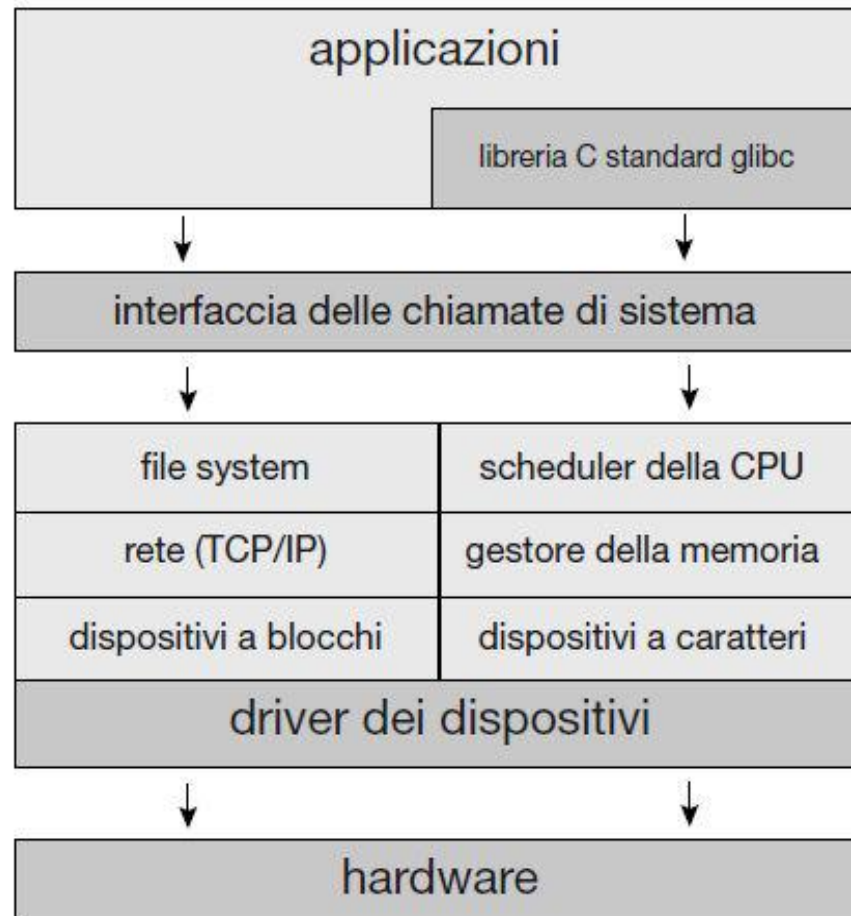 applicazioni
libreria C standard glibc
interfaccia delle chiamate di sistema
file system
scheduler della CPU
rete (TCP/IP)
gestore della memoria
dispositivi a blocchi
dispositivi a caratteri
driver dei dispositivi
hardware